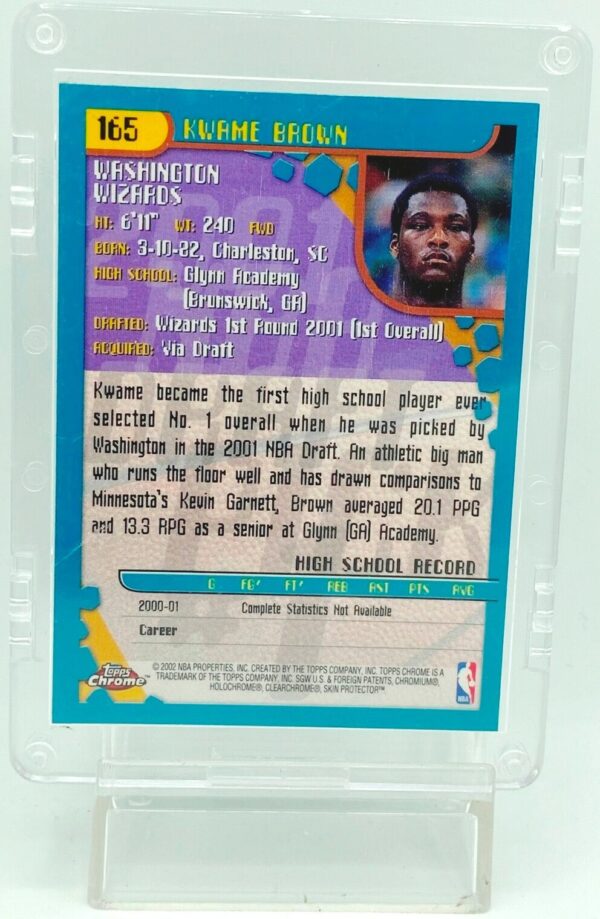 165 KWAME BROWN
WASHINGTON
WIZARDS
HT: 6'11" WT: 240 FWD
BORN: 3-10-82, Charleston, SC
HIGH SCHOOL: Glynn Academy
(Brunswick, GA)
DRAFTED: Wizards 1st Round 2001 (1st Overall)
ACQUIRED: Via Draft
Kwame became the first high school player ever
selected No. 1 overall when he was picked by
Washington in the 2001 NBA Draft. An athletic big man
who runs the floor well and has drawn comparisons to
Minnesota's Kevin Garnett, Brown averaged 20.1 PPG
and 13.3 RPG as a senior at Glynn (GA) Academy.
HIGH SCHOOL RECORD
G FG% FT% REB AST PTS AVG
2000-01 Complete Statistics Not Available
Career
Topps
Chrome
© 2002 NBA PROPERTIES, INC. CREATED BY THE TOPPS COMPANY, INC. TOPPS CHROME IS A
TRADEMARK OF THE TOPPS COMPANY, INC. SGW U.S. & FOREIGN PATENTS, CHROMIUM®,
HOLOCHROME®, CLEARCHROME®, SKIN PROTECTOR™
NBA